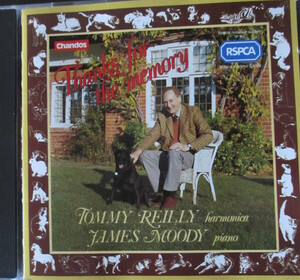 Chandos
RSPCA
Thanks for
the memory
TOMMY REILLY harmonica
JAMES MOODY piano